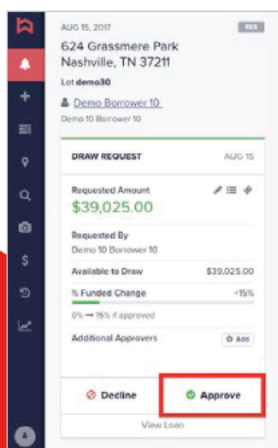 AUG 15, 2017
RES
624 Grassmere Park
Nashville, TN 37211
Lot demo30
Demo Borrower 10
Demo 10 Borrower 10
DRAW REQUEST AUG 15
Requested Amount
$39,025.00
Requested By
Demo 10 Borrower 10
Available to Draw $39,025.00
% Funded Change +15%
0% → 15% if approved
Additional Approvers Add
Decline Approve
View Loan